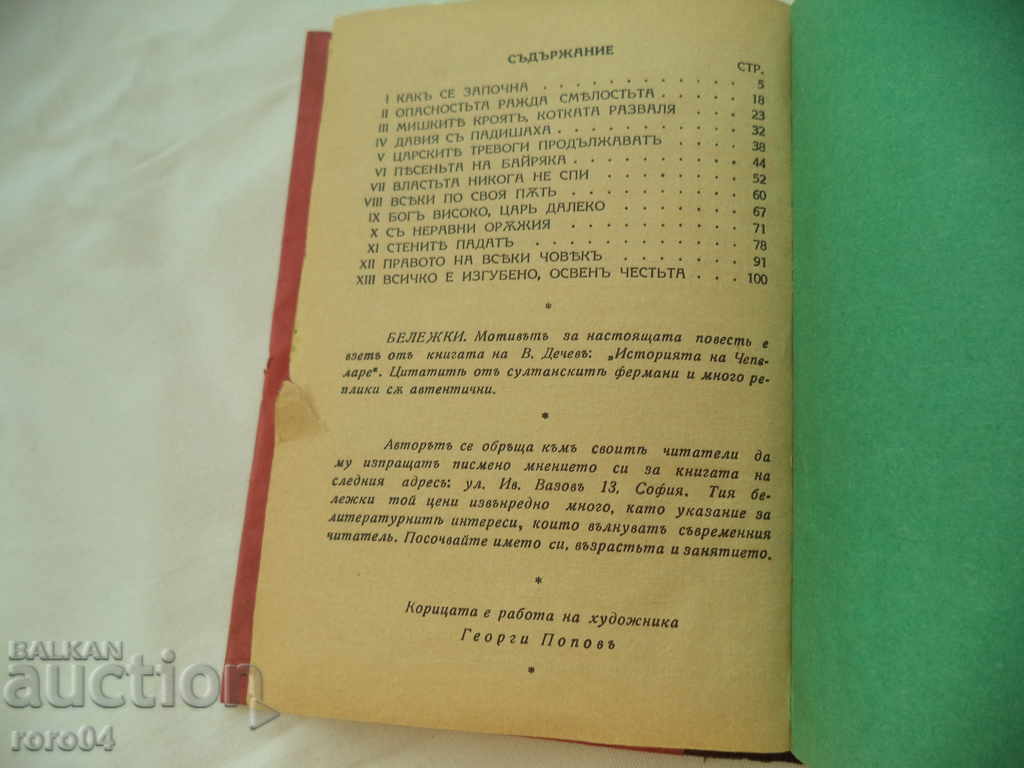 СЪДЪРЖАНИЕ
СТР.
I КАКЪ СЕ ЗАПОЧНА . . . . . . . . . . 5
II ОПАСНОСТЬТА РАЖДА СМѢЛОСТЬТА . . . . . 18
III МИШКИТѢ КРОЯТЪ, КОТКАТА РАЗВАЛЯ . . . . 23
IV ДАВИЯ СЪ ПАДИШАХА . . . . . . . . . 32
V ЦАРСКИТѢ ТРЕВОГИ ПРОДЪЛЖАВАТЪ . . . . . 38
VI ПѢСЕНЬТА НА БАЙРЯКА . . . . . . . . . 44
VII ВЛАСТЬТА НИКОГА НЕ СПИ . . . . . . . . 52
VIII ВСѢКИ ПО СВОЯ ПѪТЬ . . . . . . . . 60
IX БОГЪ ВИСОКО, ЦАРЬ ДАЛЕКО . . . . . . . 67
X СЪ НЕРАВНИ ОРѪЖИЯ . . . . . . . . . 71
XI СТЕНИТѢ ПАДАТЪ . . . . . . . . . . 78
XII ПРАВОТО НА ВСѢКИ ЧОВѢКЪ . . . . . . 91
XIII ВСИЧКО Е ИЗГУБЕНО, ОСВЕНЪ ЧЕСТЬТА . . . 100
*
БЕЛЕЖКИ. Мотивътъ за настоящата повесть е
взетъ отъ книгата на В. Дечевъ: „Историята на Чепе-
ларе“. Цитатитѣ отъ султанскитѣ фермани и много ре-
плики сѫ автентични.
*
Авторътъ се обръща къмъ своитѣ читатели да
му изпращатъ писмено мнението си за книгата на
следния адресъ: ул. Ив. Вазовъ 13, София. Тия бе-
лежки той цени извънредно много, като указание за
литературнитѣ интереси, които вълнуватъ съвременния
читатель. Посочвайте името си, възрастьта и занятието.
*
Корицата е работа на художника
Георги Поповъ
*
BALKAN
auction
roro04